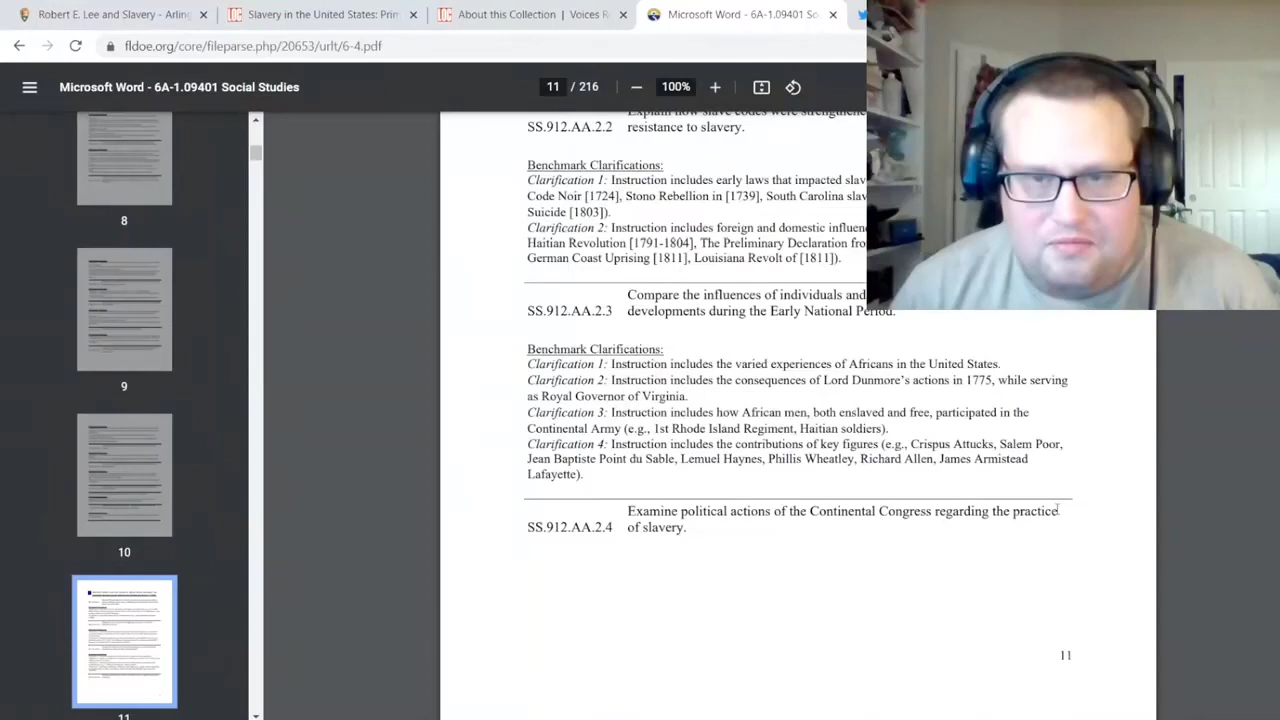 Robert E. Lee and Slavery - Arling
Slavery in the United States: Prim
About this Collection | Voices R
Microsoft Word - 6A-1.09401 So
fldoe.org/core/fileparse.php/20653/urlt/6-4.pdf
Microsoft Word - 6A-1.09401 Social Studies
11 / 216
100%
8
9
10
11
Explain how slave codes were strengthene
SS.912.AA.2.2 resistance to slavery.
Benchmark Clarifications:
Clarification 1: Instruction includes early laws that impacted slav
Code Noir [1724], Stono Rebellion in [1739], South Carolina slav
Suicide [1803]).
Clarification 2: Instruction includes foreign and domestic influen
Haitian Revolution [1791-1804], The Preliminary Declaration fro
German Coast Uprising [1811], Louisiana Revolt of [1811]).
Compare the influences of individuals and
SS.912.AA.2.3 developments during the Early National Period.
Benchmark Clarifications:
Clarification 1: Instruction includes the varied experiences of Africans in the United States.
Clarification 2: Instruction includes the consequences of Lord Dunmore’s actions in 1775, while serving
as Royal Governor of Virginia.
Clarification 3: Instruction includes how African men, both enslaved and free, participated in the
Continental Army (e.g., 1st Rhode Island Regiment, Haitian soldiers).
Clarification 4: Instruction includes the contributions of key figures (e.g., Crispus Attucks, Salem Poor,
Jean Baptiste Point du Sable, Lemuel Haynes, Phillis Wheatley, Richard Allen, James Armistead
Lafayette).
Examine political actions of the Continental Congress regarding the practice
SS.912.AA.2.4 of slavery.
11